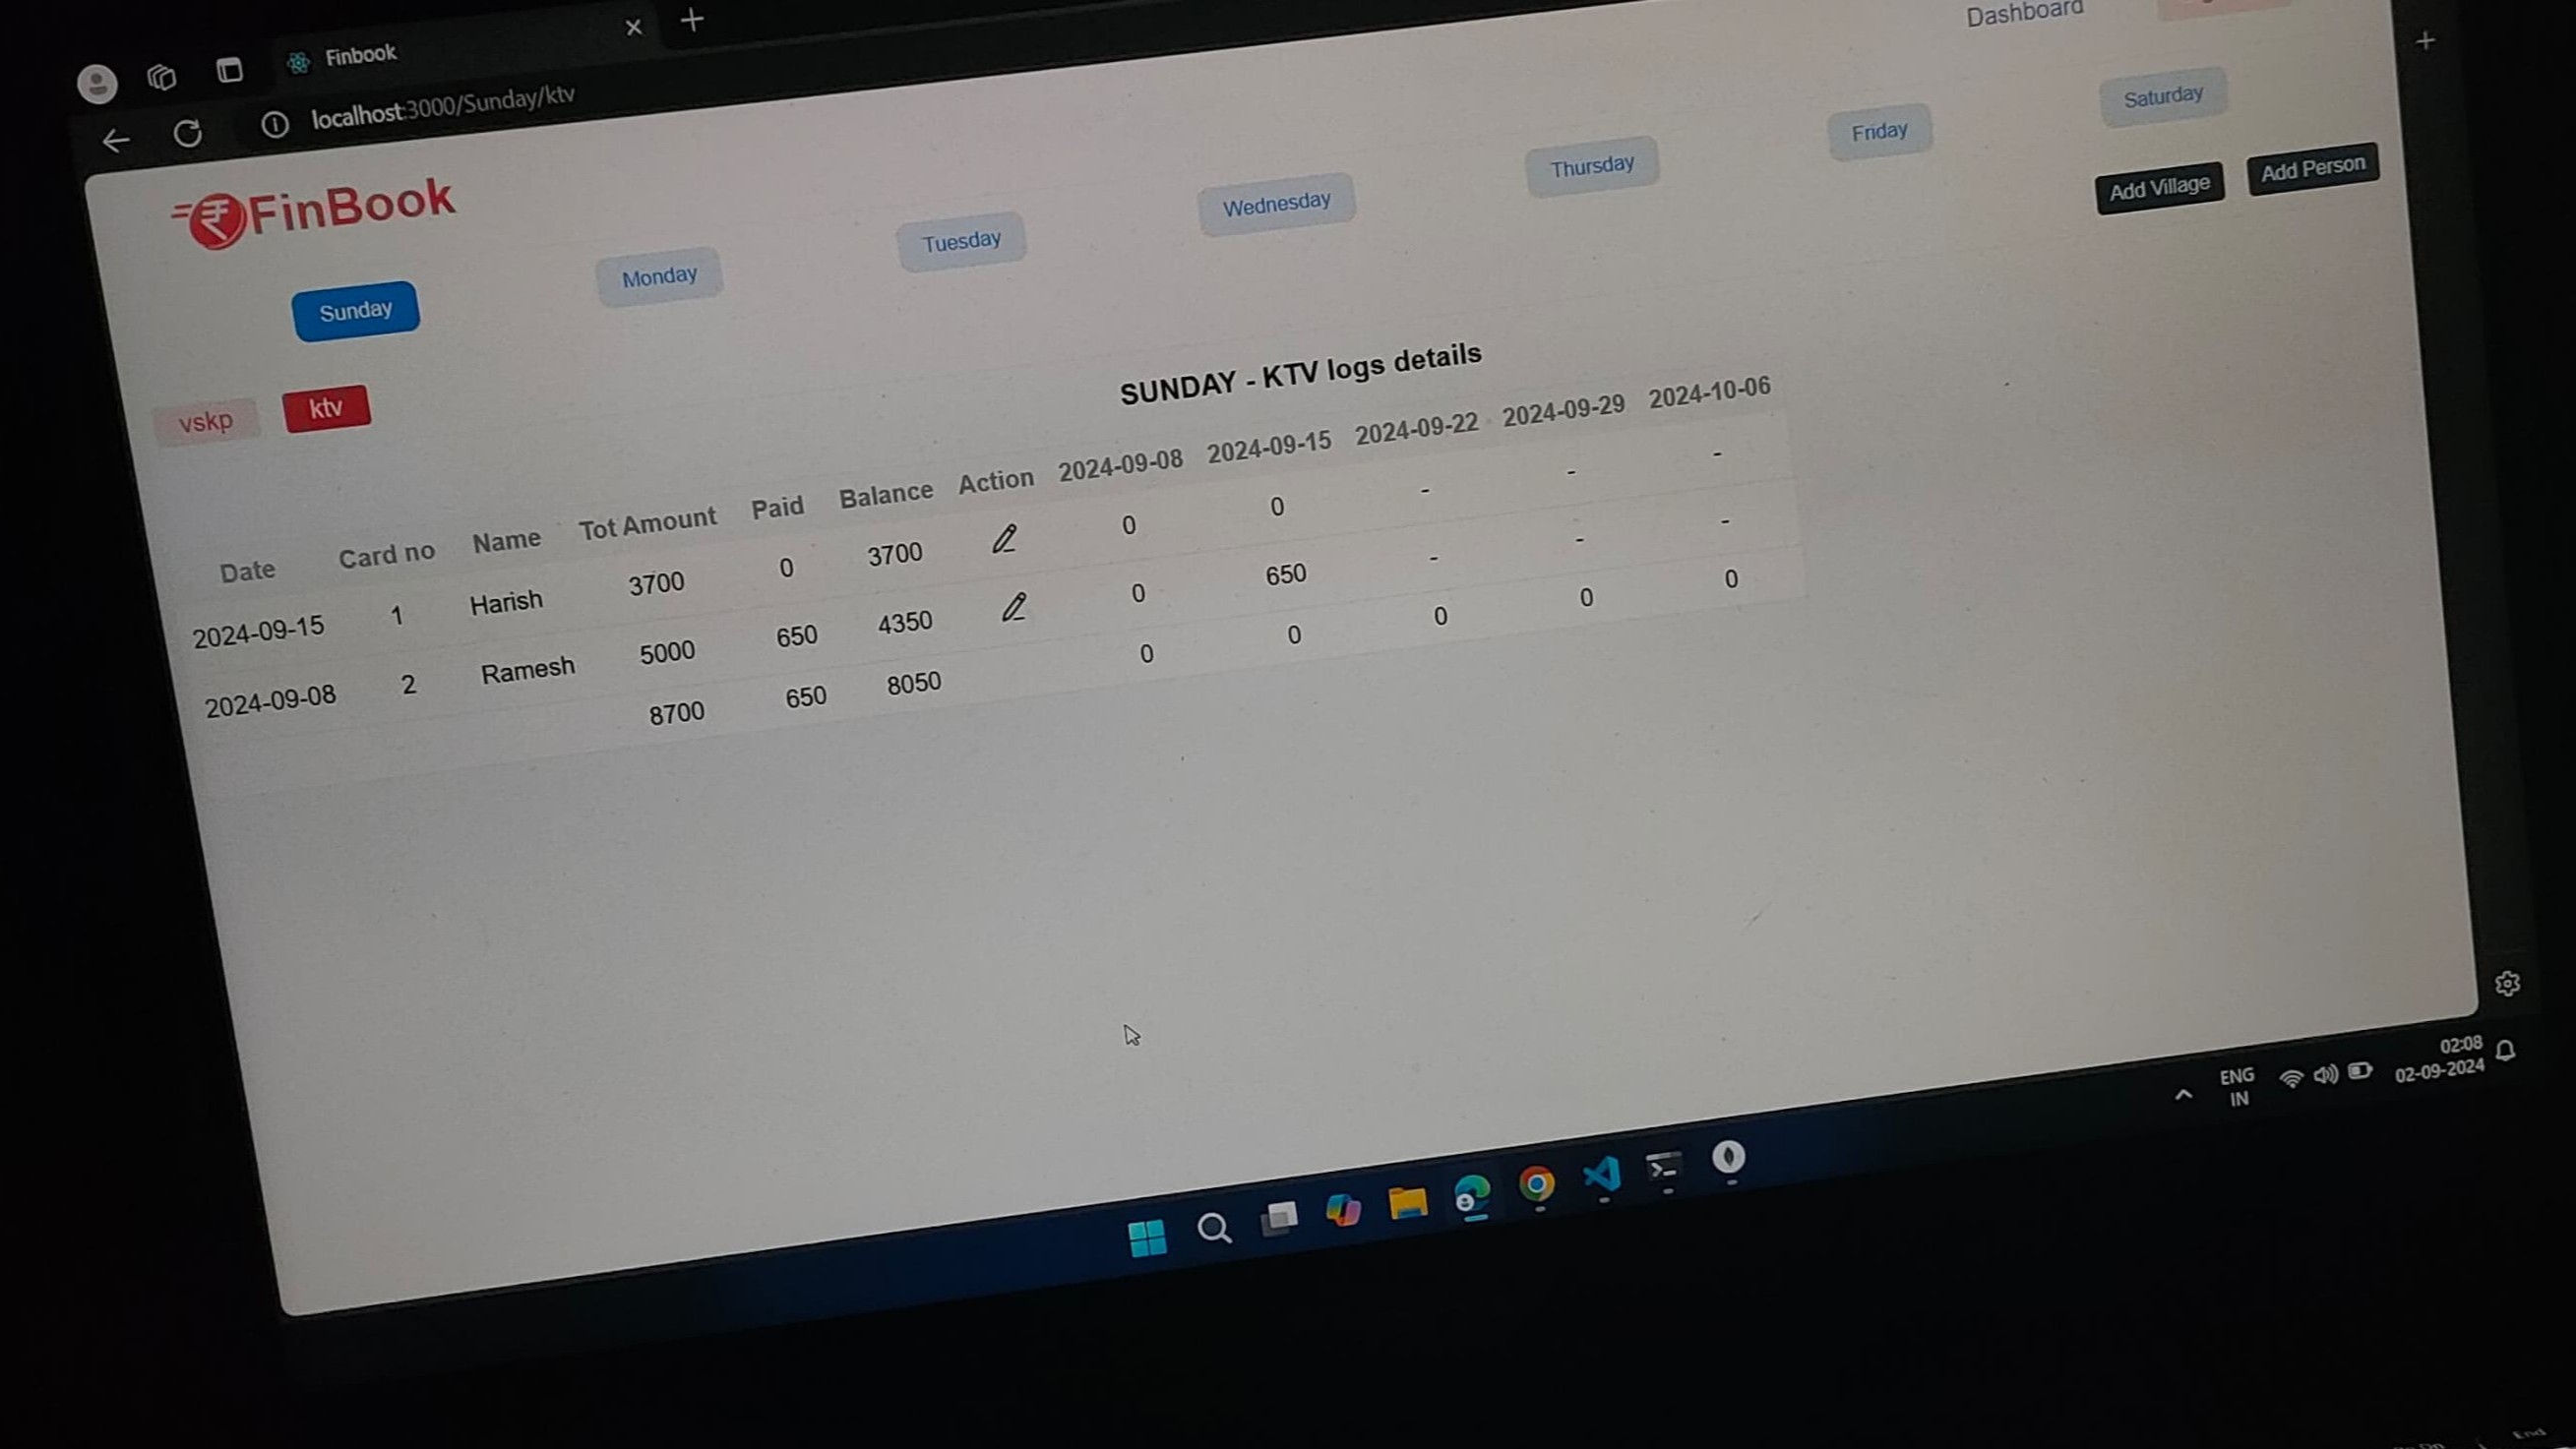 Finbook
localhost:3000/Sunday/ktv
Dashboard
FinBook
Sunday Monday Tuesday Wednesday Thursday Friday Saturday
Add Village Add Person
vskp ktv
SUNDAY - KTV logs details
Date Card no Name Tot Amount Paid Balance Action 2024-09-08 2024-09-15 2024-09-22 2024-09-29 2024-10-06
2024-09-15 1 Harish 3700 0 3700 0 0 - - -
2024-09-08 2 Ramesh 5000 650 4350 0 650 - - -
8700 650 8050 0 0 0 0 0
ENG
IN
02:08
02-09-2024
End